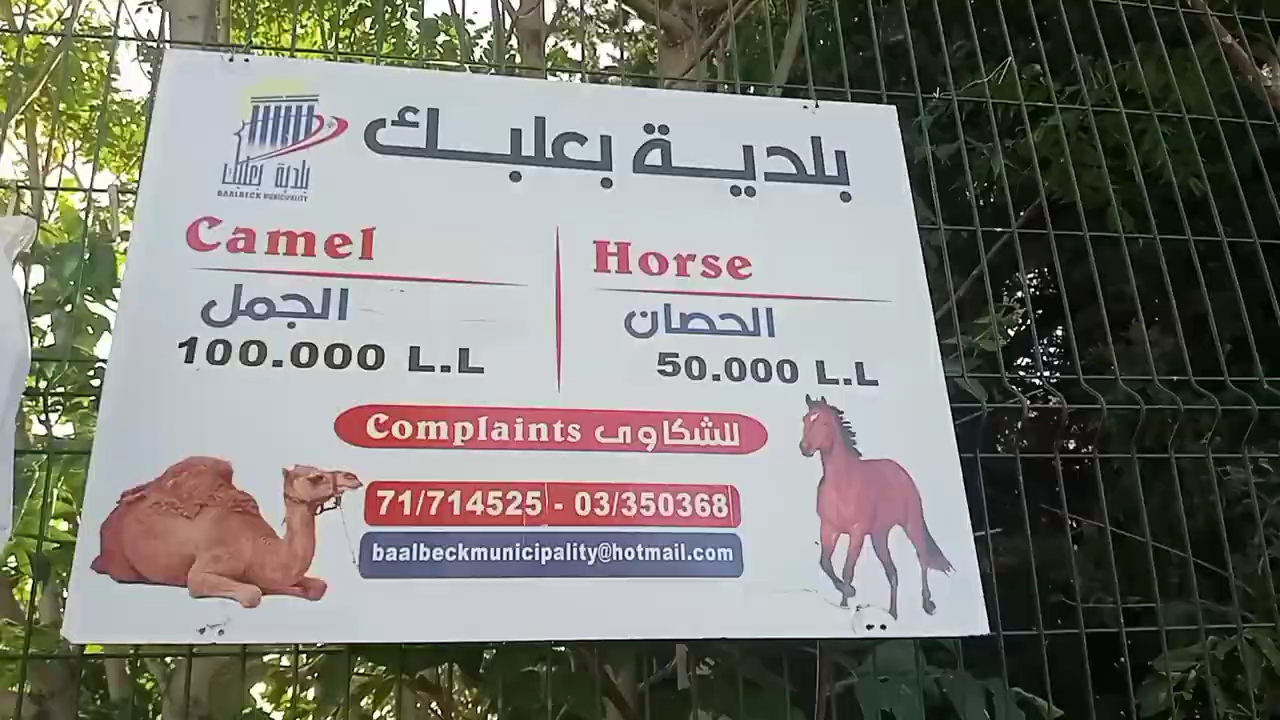 بلدية بعلبك
بلدية بعلبك
BAALBECK MUNICIPALITY
Camel
الجمل
100.000 L.L
Horse
الحصان
50.000 L.L
Complaints للشكاوى
71/714525 - 03/350368
baalbeckmunicipality@hotmail.com